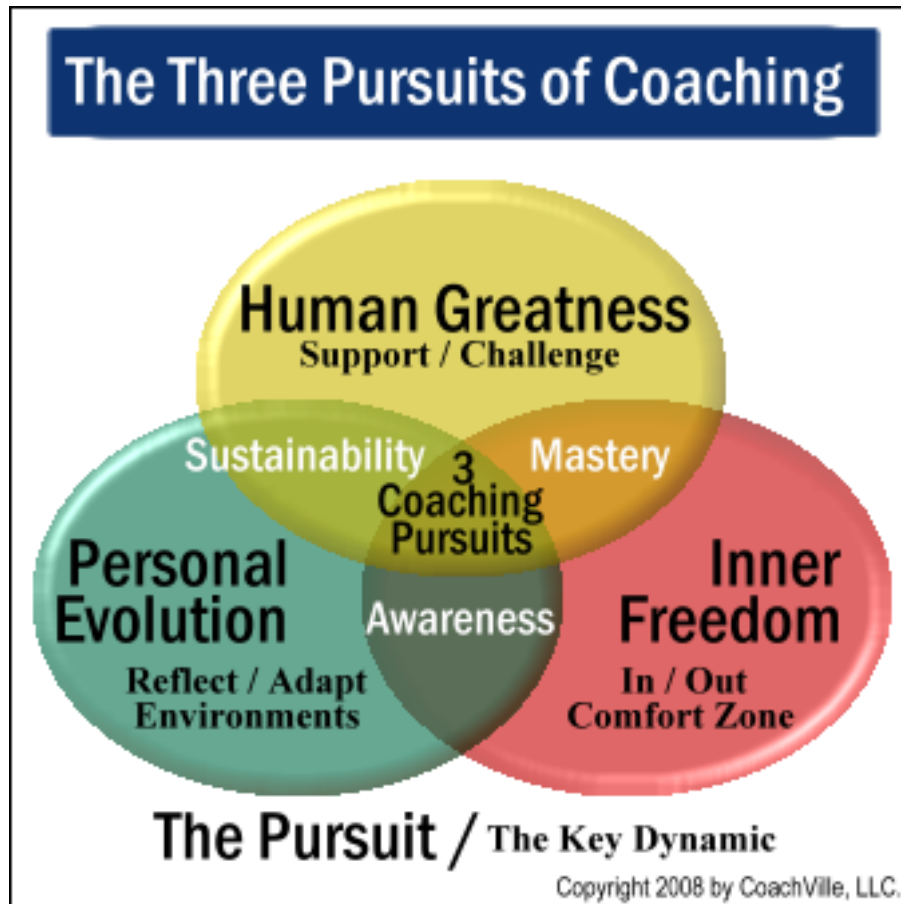 The Three Pursuits of Coaching
Human Greatness
Support / Challenge
Sustainability
Mastery
3
Coaching
Pursuits
Personal
Evolution
Reflect / Adapt
Environments
Awareness
Inner
Freedom
In / Out
Comfort Zone
The Pursuit / The Key Dynamic
Copyright 2008 by CoachVille, LLC.